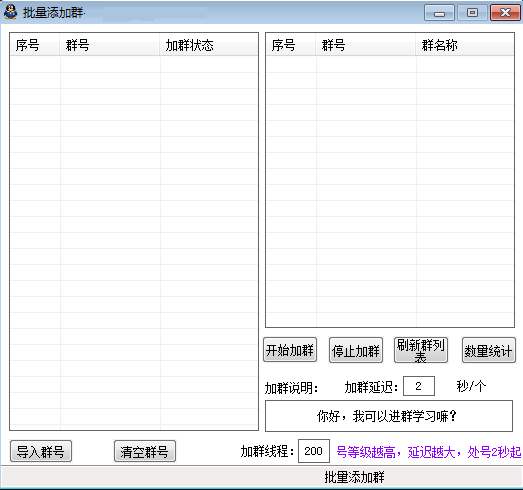 批量添加群
序号 群号 加群状态
序号 群号 群名称
开始加群 停止加群 刷新群列表 数量统计
加群说明： 加群延迟： 2 秒/个
你好，我可以进群学习嘛？
导入群号 清空群号 加群线程： 200 号等级越高，延迟越大，处号2秒起
批量添加群